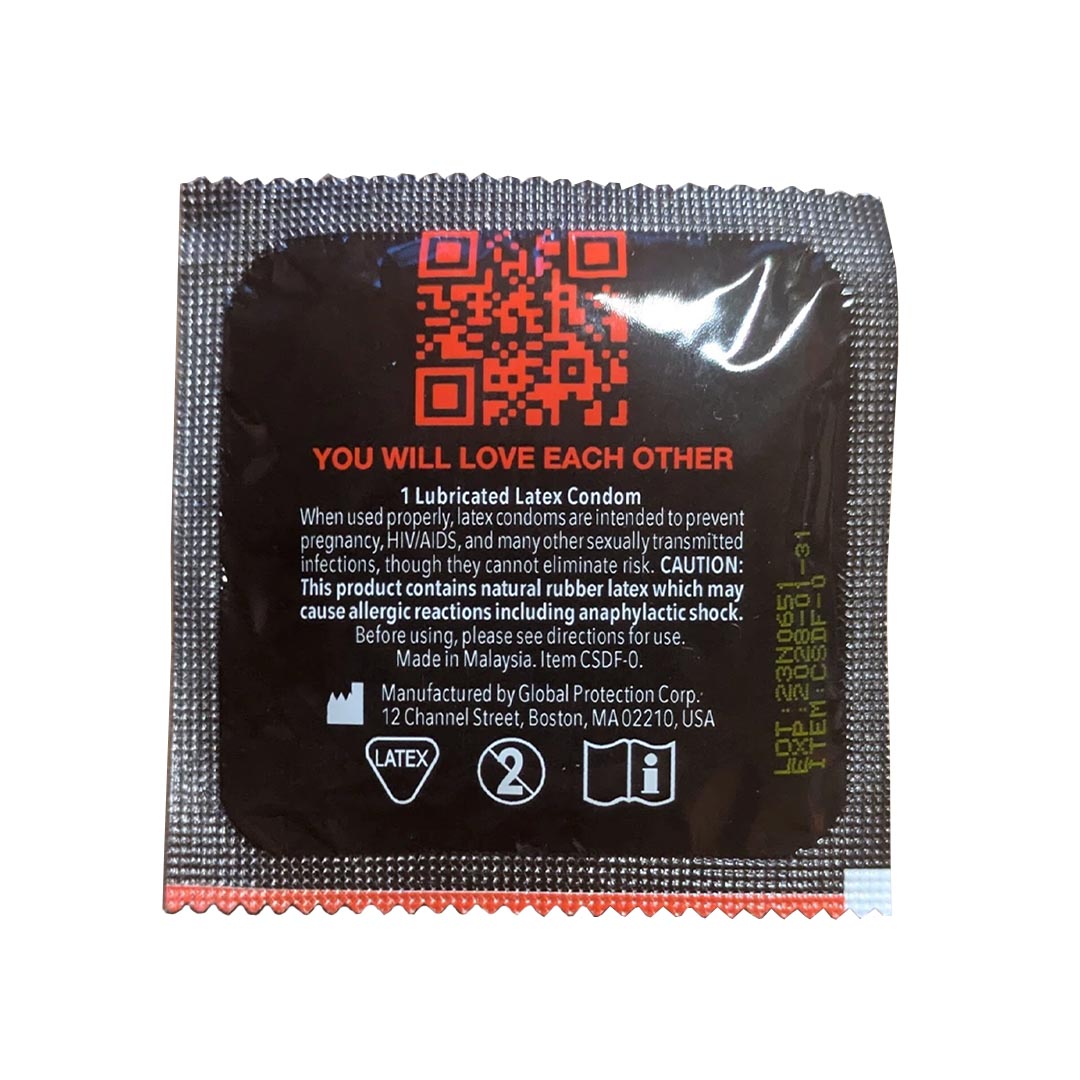 YOU WILL LOVE EACH OTHER
1 Lubricated Latex Condom
When used properly, latex condoms are intended to prevent
pregnancy, HIV/AIDS, and many other sexually transmitted
infections, though they cannot eliminate risk. CAUTION:
This product contains natural rubber latex which may
cause allergic reactions including anaphylactic shock.
Before using, please see directions for use.
Made in Malaysia. Item CSDF-0.
Manufactured by Global Protection Corp.
12 Channel Street, Boston, MA 02210, USA
LATEX
2
i
LOT:23N0651
EXP:2028-01-31
ITEM:CSDF-0